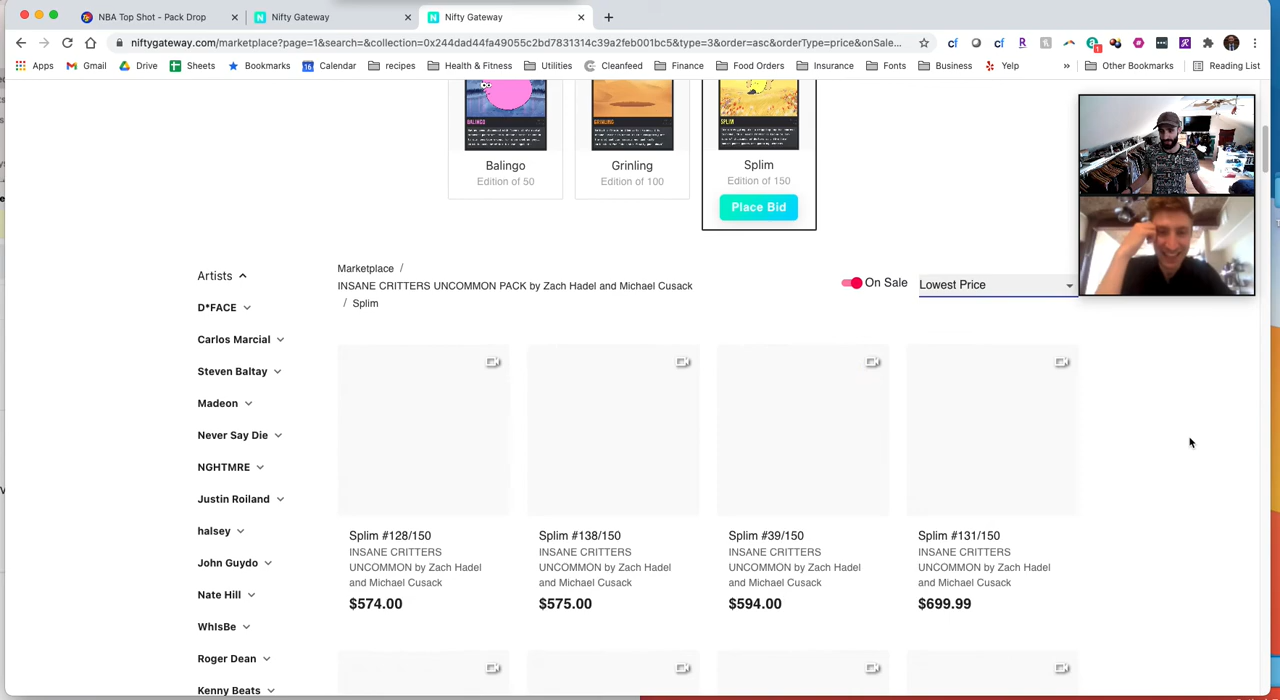 NBA Top Shot - Pack Drop
Nifty Gateway
Nifty Gateway
niftygateway.com/marketplace?page=1&search=&collection=0x244dad44fa49055c2bd7831314c39a2feb001bc5&type=3&order=asc&orderType=price&onSale...
Apps
Gmail
Drive
Sheets
Bookmarks
Calendar
recipes
Health & Fitness
Utilities
Cleanfeed
Finance
Food Orders
Insurance
Fonts
Business
Yelp
»
Other Bookmarks
Reading List
BALINGO
GRINLING
SPLIM
Balingo
Grinling
Splim
Edition of 50
Edition of 100
Edition of 150
Place Bid
Artists
D*FACE
Carlos Marcial
Steven Baltay
Madeon
Never Say Die
NGHTMRE
Justin Roiland
halsey
John Guydo
Nate Hill
WhIsBe
Roger Dean
Kenny Beats
Marketplace /
INSANE CRITTERS UNCOMMON PACK by Zach Hadel and Michael Cusack
/ Splim
On Sale
Lowest Price
Splim #128/150
INSANE CRITTERS
UNCOMMON by Zach Hadel
and Michael Cusack
$574.00
Splim #138/150
INSANE CRITTERS
UNCOMMON by Zach Hadel
and Michael Cusack
$575.00
Splim #39/150
INSANE CRITTERS
UNCOMMON by Zach Hadel
and Michael Cusack
$594.00
Splim #131/150
INSANE CRITTERS
UNCOMMON by Zach Hadel
and Michael Cusack
$699.99